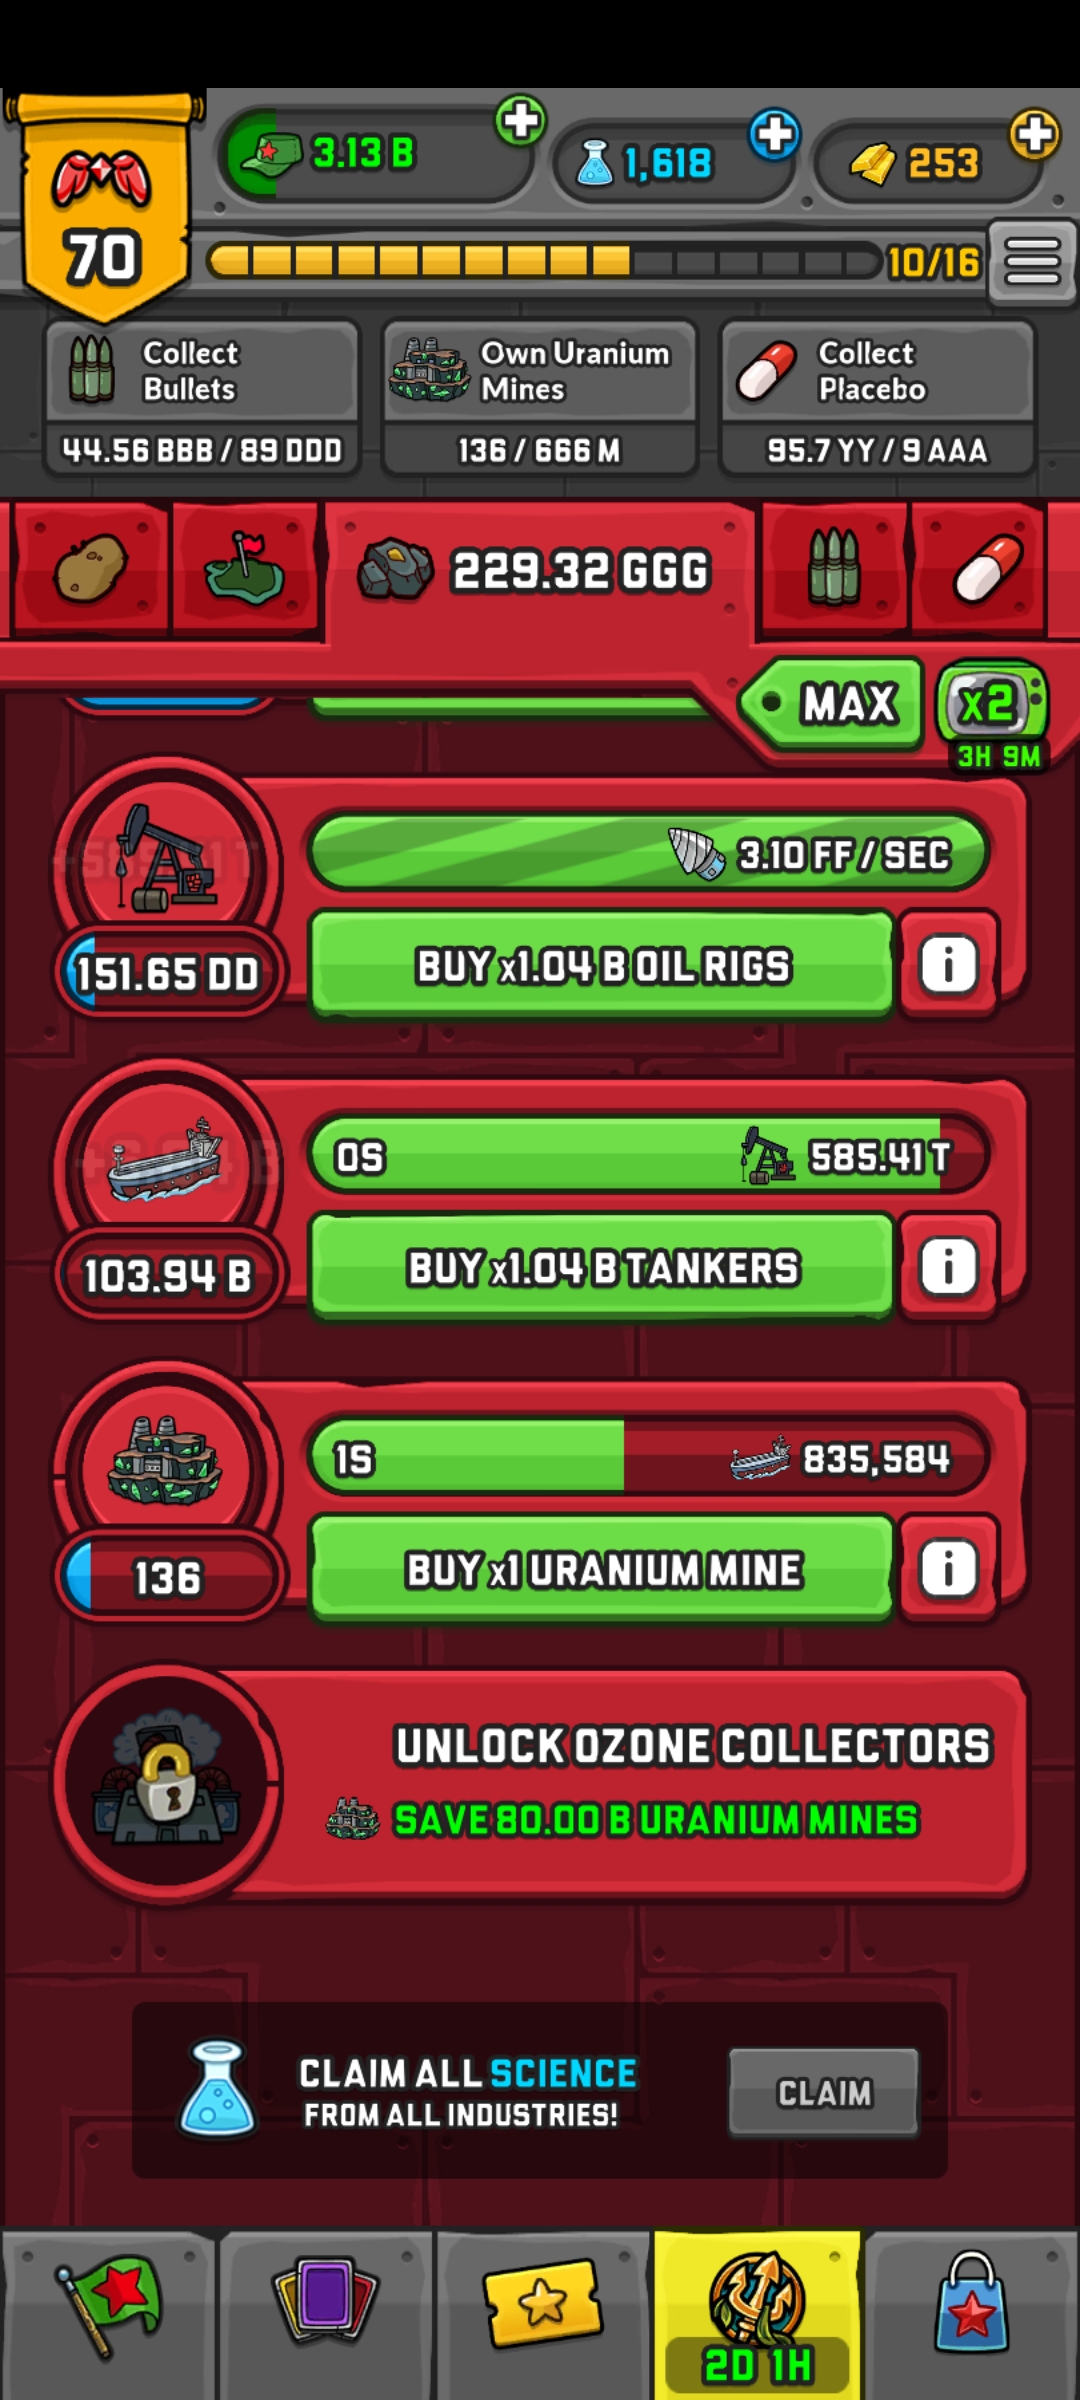 70
3.13 B
1,618
253
10/16
Collect
Bullets
44.56 BBB / 89 DDD
Own Uranium
Mines
136 / 666 M
Collect
Placebo
95.7 YY / 9 AAA
229.32 GGG
MAX
x2
3H 9M
3.10 FF / SEC
151.65 DD
BUY x1.04 B OIL RIGS
i
0S
585.41 T
103.94 B
BUY x1.04 B TANKERS
i
1S
835,584
136
BUY x1 URANIUM MINE
i
UNLOCK OZONE COLLECTORS
SAVE 80.00 B URANIUM MINES
CLAIM ALL SCIENCE
FROM ALL INDUSTRIES!
CLAIM
2D 1H